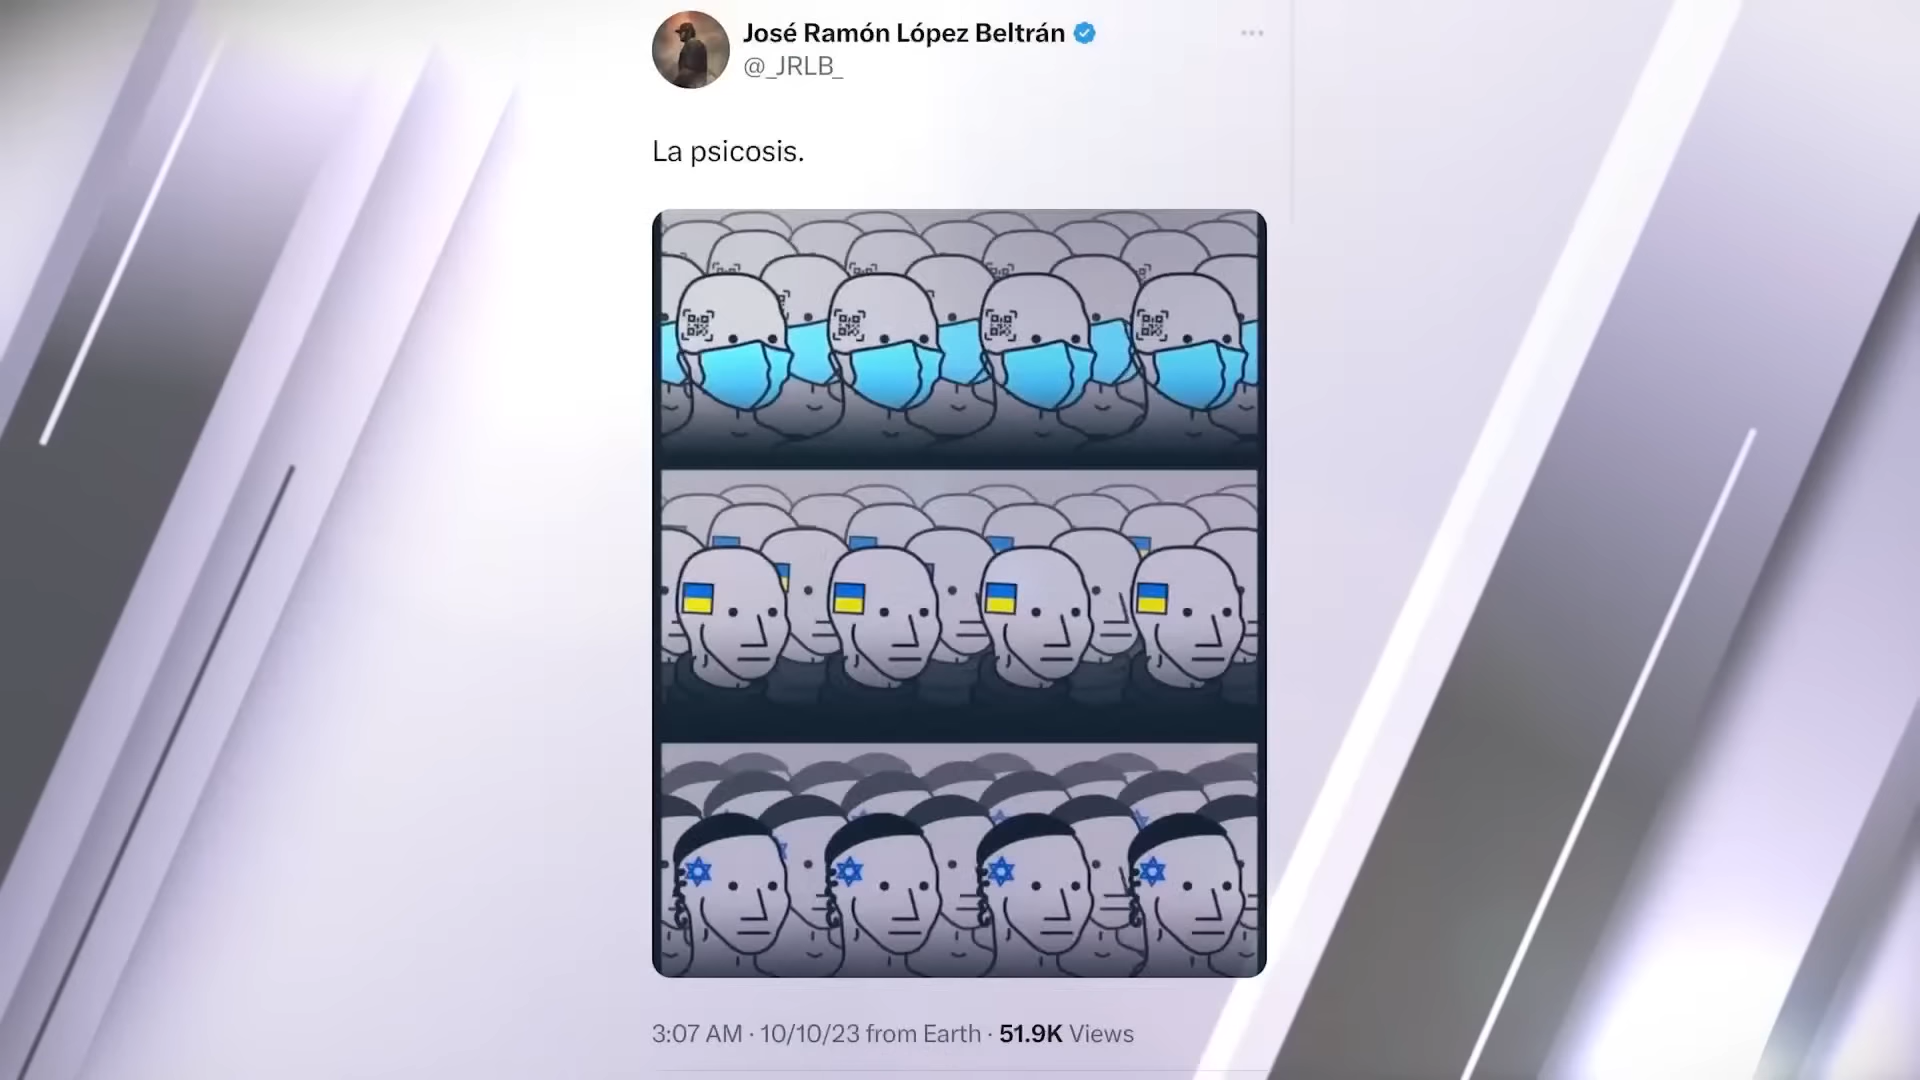 José Ramón López Beltrán
@_JRLB_
La psicosis.
3:07 AM · 10/10/23 from Earth · 51.9K Views